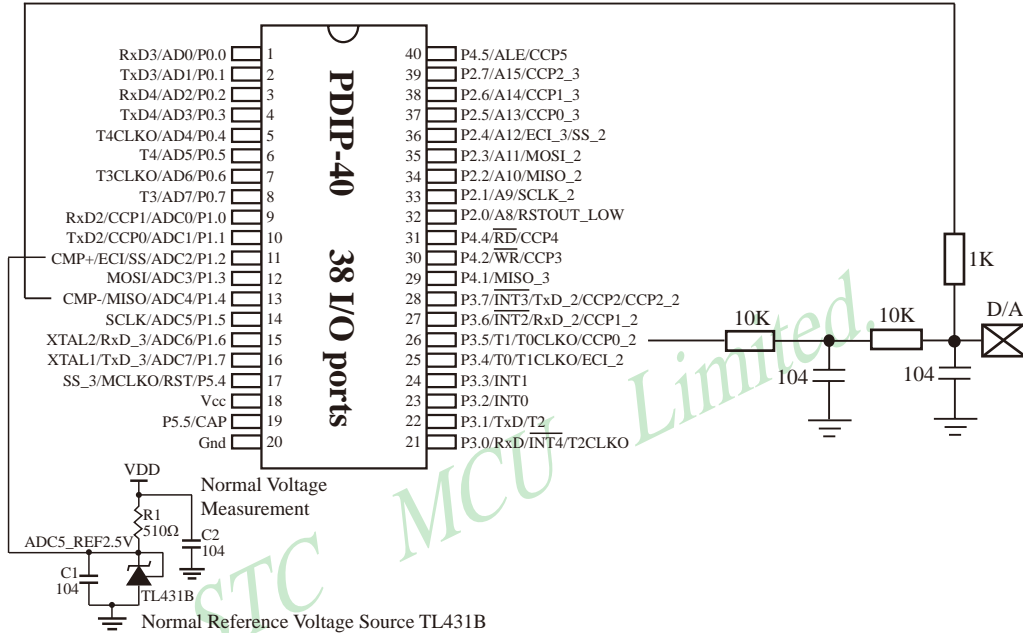 RxD3/AD0/P0.0 1
TxD3/AD1/P0.1 2
RxD4/AD2/P0.2 3
TxD4/AD3/P0.3 4
T4CLKO/AD4/P0.4 5
T4/AD5/P0.5 6
T3CLKO/AD6/P0.6 7
T3/AD7/P0.7 8
RxD2/CCP1/ADC0/P1.0 9
TxD2/CCP0/ADC1/P1.1 10
CMP+/ECI/SS/ADC2/P1.2 11
MOSI/ADC3/P1.3 12
CMP-/MISO/ADC4/P1.4 13
SCLK/ADC5/P1.5 14
XTAL2/RxD_3/ADC6/P1.6 15
XTAL1/TxD_3/ADC7/P1.7 16
SS_3/MCLKO/RST/P5.4 17
Vcc 18
P5.5/CAP 19
Gnd 20
PDIP-40 38 I/O ports
40 P4.5/ALE/CCP5
39 P2.7/A15/CCP2_3
38 P2.6/A14/CCP1_3
37 P2.5/A13/CCP0_3
36 P2.4/A12/ECI_3/SS_2
35 P2.3/A11/MOSI_2
34 P2.2/A10/MISO_2
33 P2.1/A9/SCLK_2
32 P2.0/A8/RSTOUT_LOW
31 P4.4/RD/CCP4
30 P4.2/WR/CCP3
29 P4.1/MISO_3
28 P3.7/INT3/TxD_2/CCP2/CCP2_2
27 P3.6/INT2/RxD_2/CCP1_2
26 P3.5/T1/T0CLKO/CCP0_2
25 P3.4/T0/T1CLKO/ECI_2
24 P3.3/INT1
23 P3.2/INT0
22 P3.1/TxD/T2
21 P3.0/RxD/INT4/T2CLKO
1K
D/A
10K
10K
104
104
STC MCU Limited.
Normal Voltage
Measurement
VDD
R1
510Ω
C2
104
ADC5_REF2.5V
C1
104
TL431B
Normal Reference Voltage Source TL431B